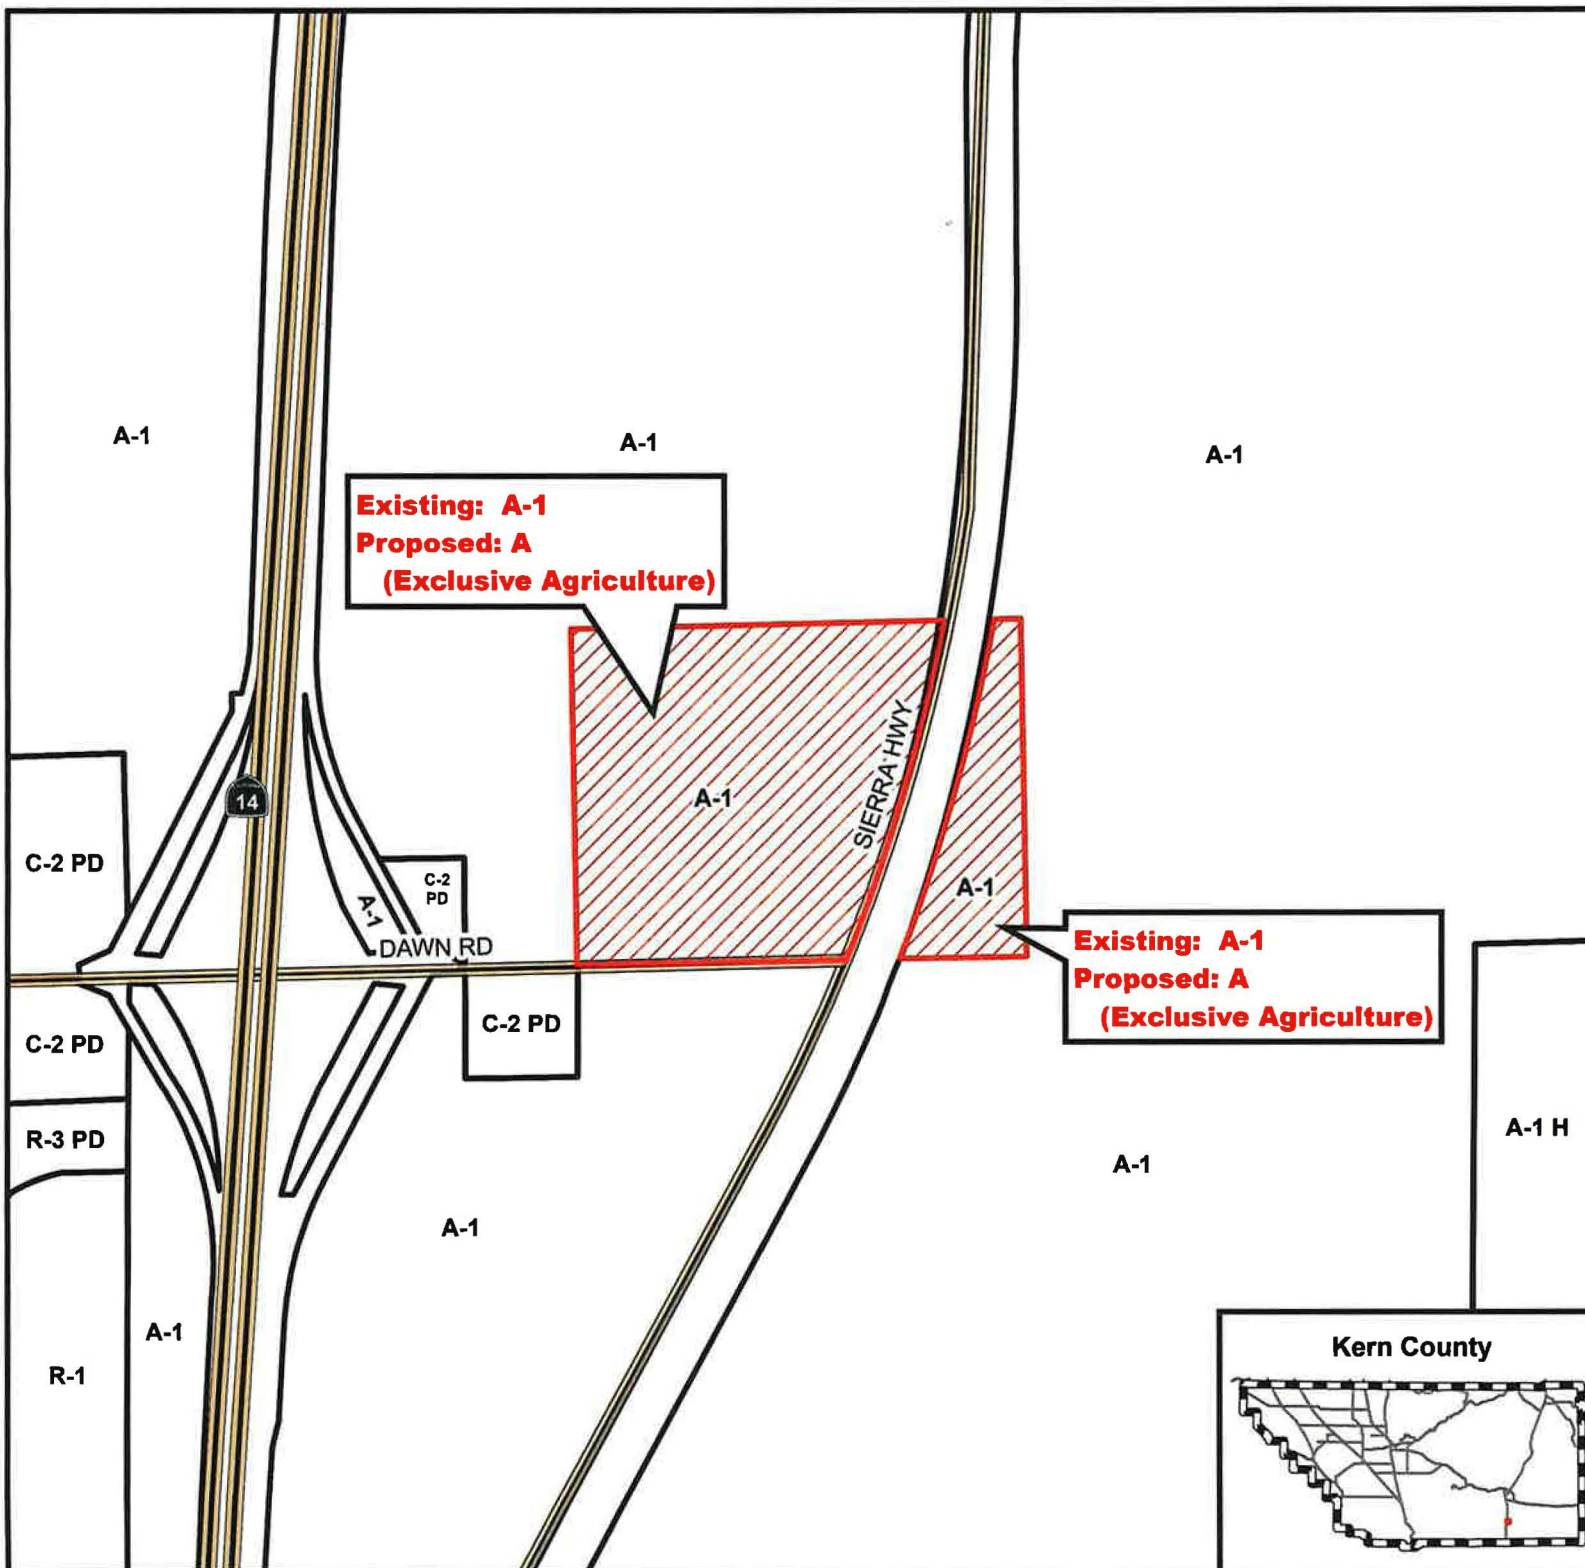 A-1
A-1
A-1
Existing: A-1
Proposed: A
(Exclusive Agriculture)
14
A-1
SIERRA HWY
C-2 PD
C-2
PD
A-1
A-1
DAWN RD
Existing: A-1
Proposed: A
(Exclusive Agriculture)
C-2 PD
C-2 PD
R-3 PD
A-1 H
A-1
A-1
A-1
R-1
Kern County